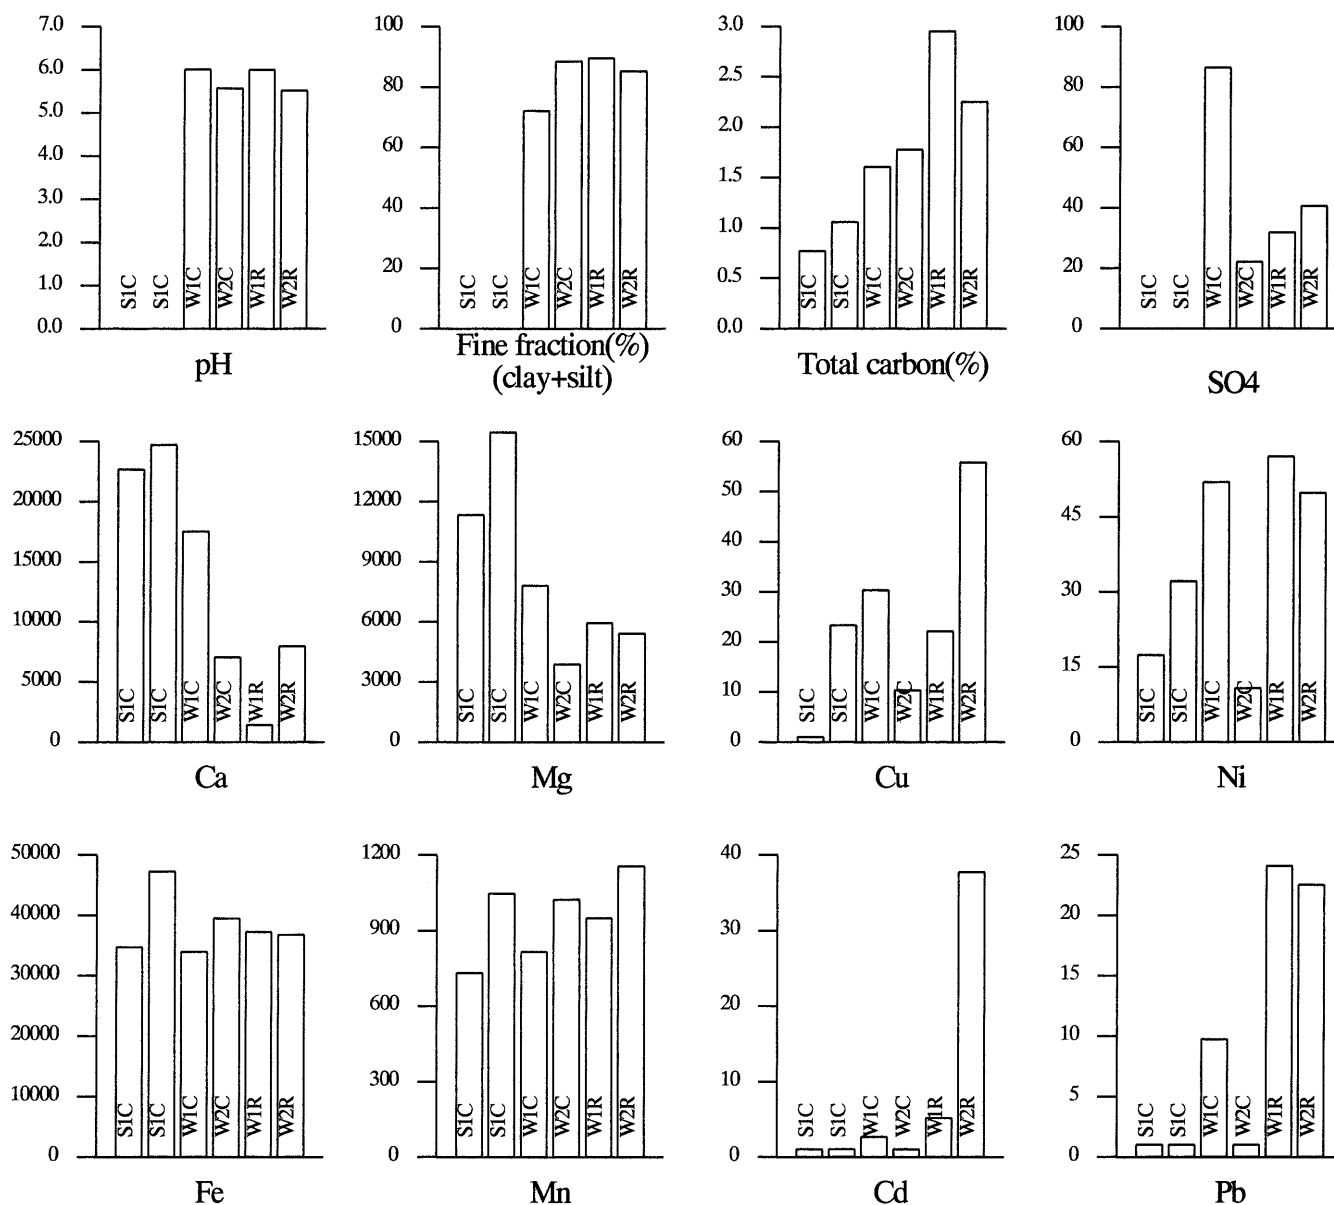 7.0
6.0
5.0
4.0
3.0
2.0
1.0
0.0
S1C
S1C
W1C
W2C
W1R
W2R
pH
100
80
60
40
20
0
S1C
S1C
W1C
W2C
W1R
W2R
Fine fraction(%)
(clay+silt)
3.0
2.5
2.0
1.5
1.0
0.5
0.0
S1C
S1C
W1C
W2C
W1R
W2R
Total carbon(%)
100
80
60
40
20
0
S1C
S1C
W1C
W2C
W1R
W2R
SO4
25000
20000
15000
10000
5000
0
S1C
S1C
W1C
W2C
W1R
W2R
Ca
15000
12000
9000
6000
3000
0
S1C
S1C
W1C
W2C
W1R
W2R
Mg
60
50
40
30
20
10
0
S1C
S1C
W1C
W2C
W1R
W2R
Cu
60
45
30
15
0
S1C
S1C
W1C
W2C
W1R
W2R
Ni
50000
40000
30000
20000
10000
0
S1C
S1C
W1C
W2C
W1R
W2R
Fe
1200
900
600
300
0
S1C
S1C
W1C
W2C
W1R
W2R
Mn
40
30
20
10
0
S1C
S1C
W1C
W2C
W1R
W2R
Cd
25
20
15
10
5
0
S1C
S1C
W1C
W2C
W1R
W2R
Pb